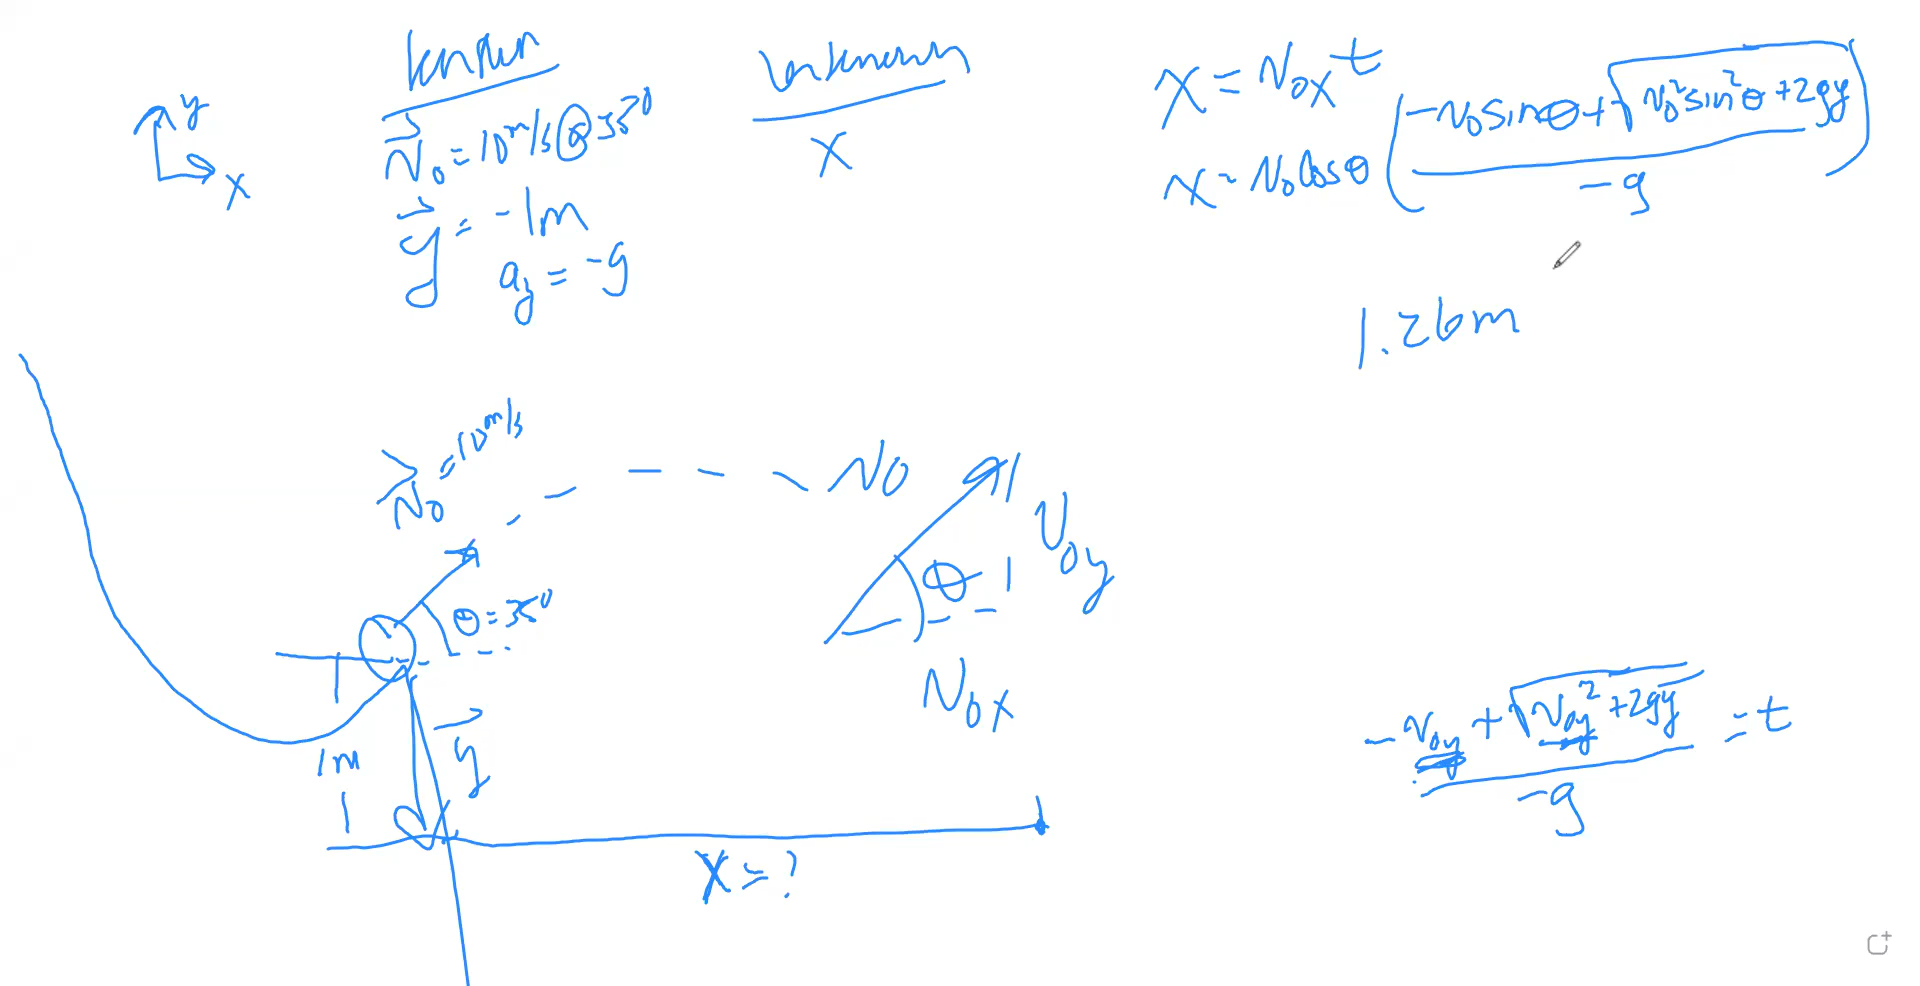 known
v₀ = 10 m/s @ 35°
y = -1m
a_y = -g
unknown
x
y
x
x = v₀ₓt
x = v₀cosθ (-v₀sinθ + √(v₀²sin²θ + 2gy) / -g)
1.26m
v₀ = 10 m/s
θ = 35°
1m
y
x = ?
v₀
θ
v₀y
v₀ₓ
-v₀y + √(v₀y² + 2gy) / -g = t